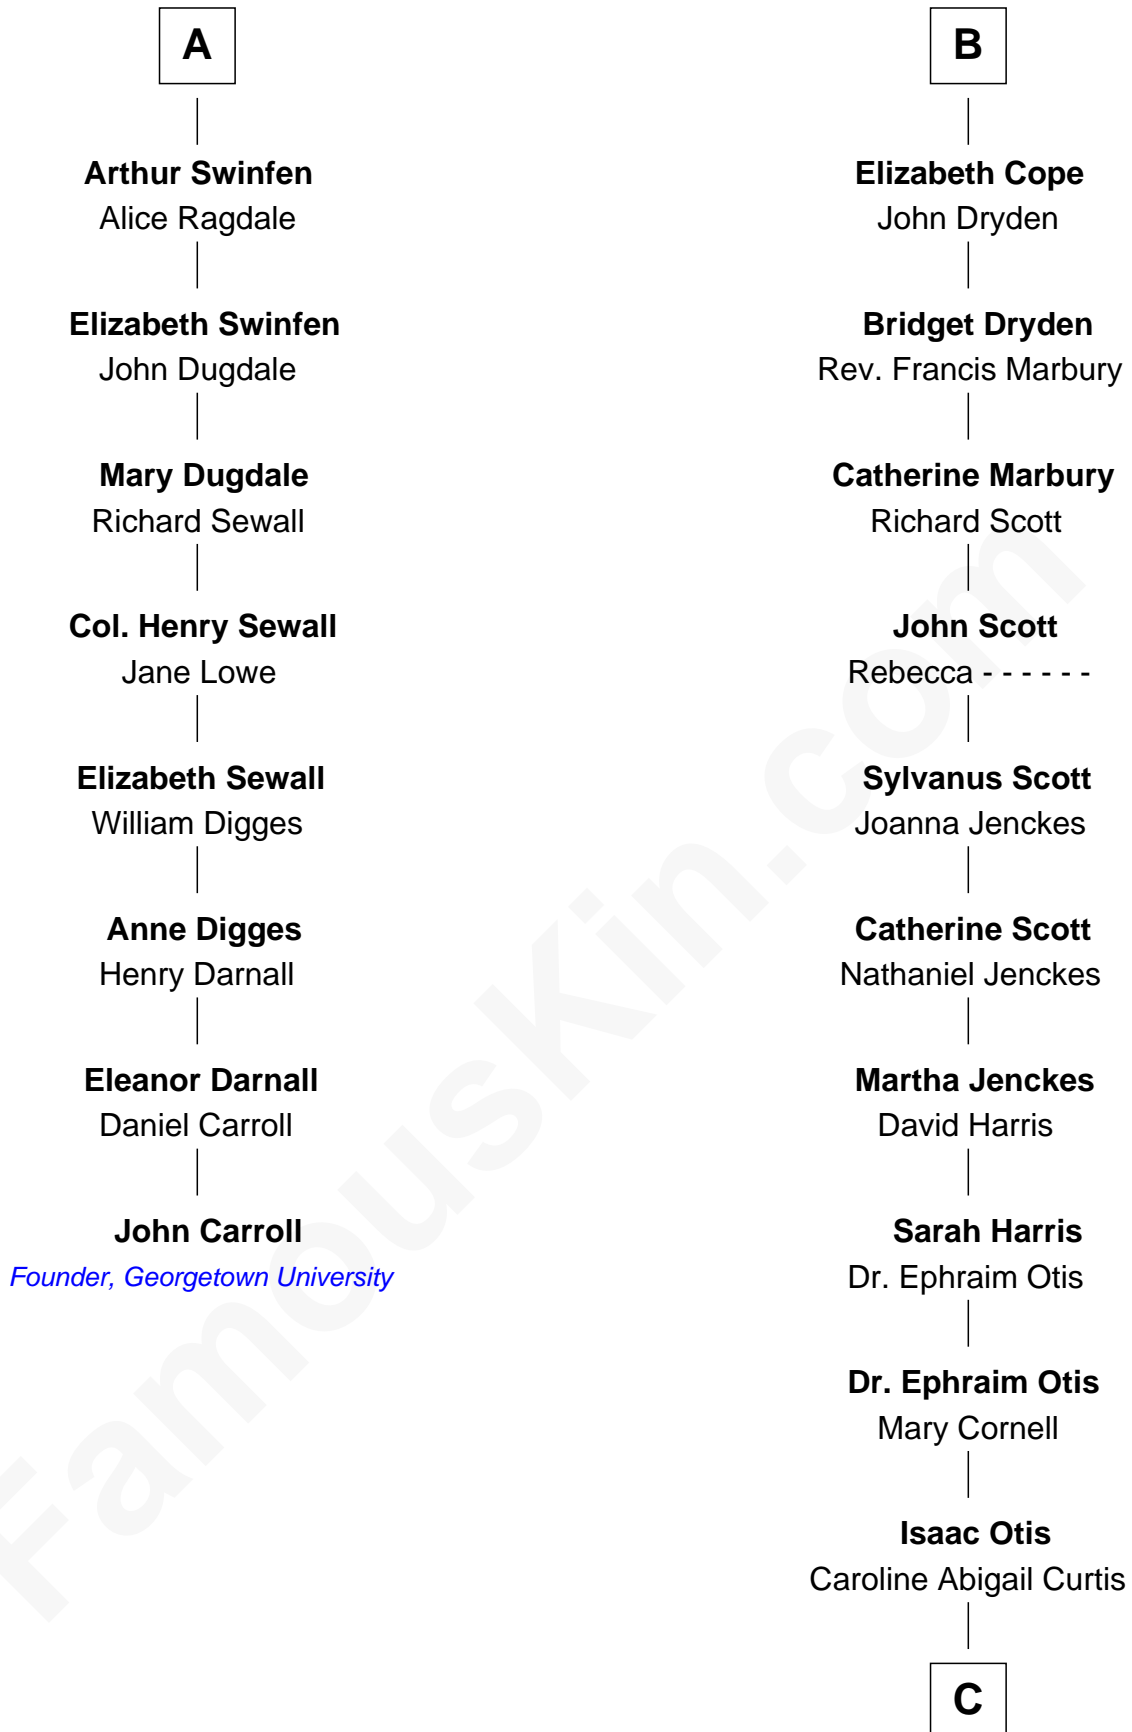 A
Arthur Swinfen
Alice Ragdale
Elizabeth Swinfen
John Dugdale
Mary Dugdale
Richard Sewall
Col. Henry Sewall
Jane Lowe
Elizabeth Sewall
William Digges
Anne Digges
Henry Darnall
Eleanor Darnall
Daniel Carroll
John Carroll
Founder, Georgetown University
B
Elizabeth Cope
John Dryden
Bridget Dryden
Rev. Francis Marbury
Catherine Marbury
Richard Scott
John Scott
Rebecca - - - - - -
Sylvanus Scott
Joanna Jenckes
Catherine Scott
Nathaniel Jenckes
Martha Jenckes
David Harris
Sarah Harris
Dr. Ephraim Otis
Dr. Ephraim Otis
Mary Cornell
Isaac Otis
Caroline Abigail Curtis
C
FamousKin.com